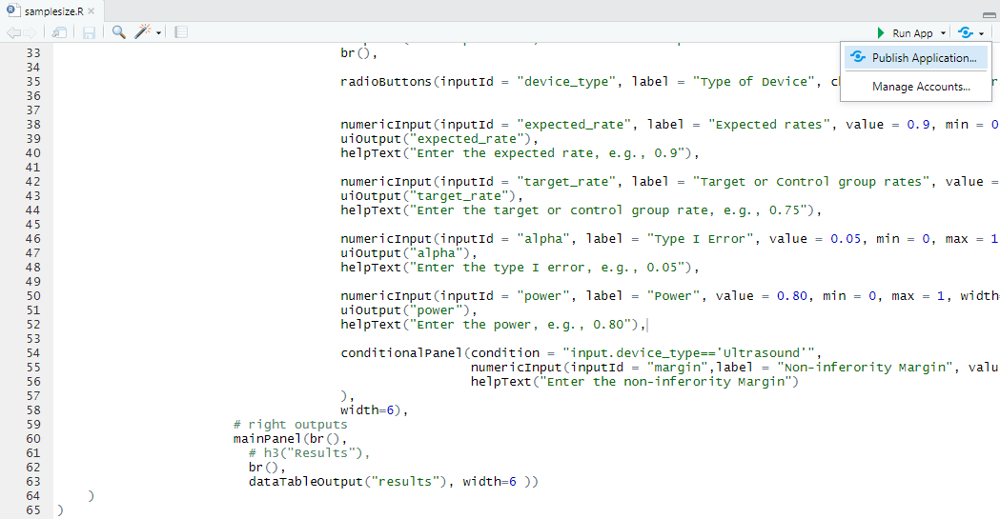 samplesize.R
Run App
Publish Application...
Manage Accounts...
33 br(),
34
35 radioButtons(inputId = "device_type", label = "Type of Device", c
36
37
38 numericInput(inputId = "expected_rate", label = "Expected rates", value = 0.9, min = 0
39 uiOutput("expected_rate"),
40 helpText("Enter the expected rate, e.g., 0.9"),
41
42 numericInput(inputId = "target_rate", label = "Target or Control group rates", value =
43 uiOutput("target_rate"),
44 helpText("Enter the target or control group rate, e.g., 0.75"),
45
46 numericInput(inputId = "alpha", label = "Type I Error", value = 0.05, min = 0, max = 1
47 uiOutput("alpha"),
48 helpText("Enter the type I error, e.g., 0.05"),
49
50 numericInput(inputId = "power", label = "Power", value = 0.80, min = 0, max = 1, width
51 uiOutput("power"),
52 helpText("Enter the power, e.g., 0.80"),
53
54 conditionalPanel(condition = "input.device_type=='Ultrasound'",
55 numericInput(inputId = "margin",label = "Non-inferority Margin", valu
56 helpText("Enter the non-inferority Margin")
57 ),
58 width=6),
59 # right outputs
60 mainPanel(br(),
61 # h3("Results"),
62 br(),
63 dataTableOutput("results"), width=6 ))
64 )
65 )